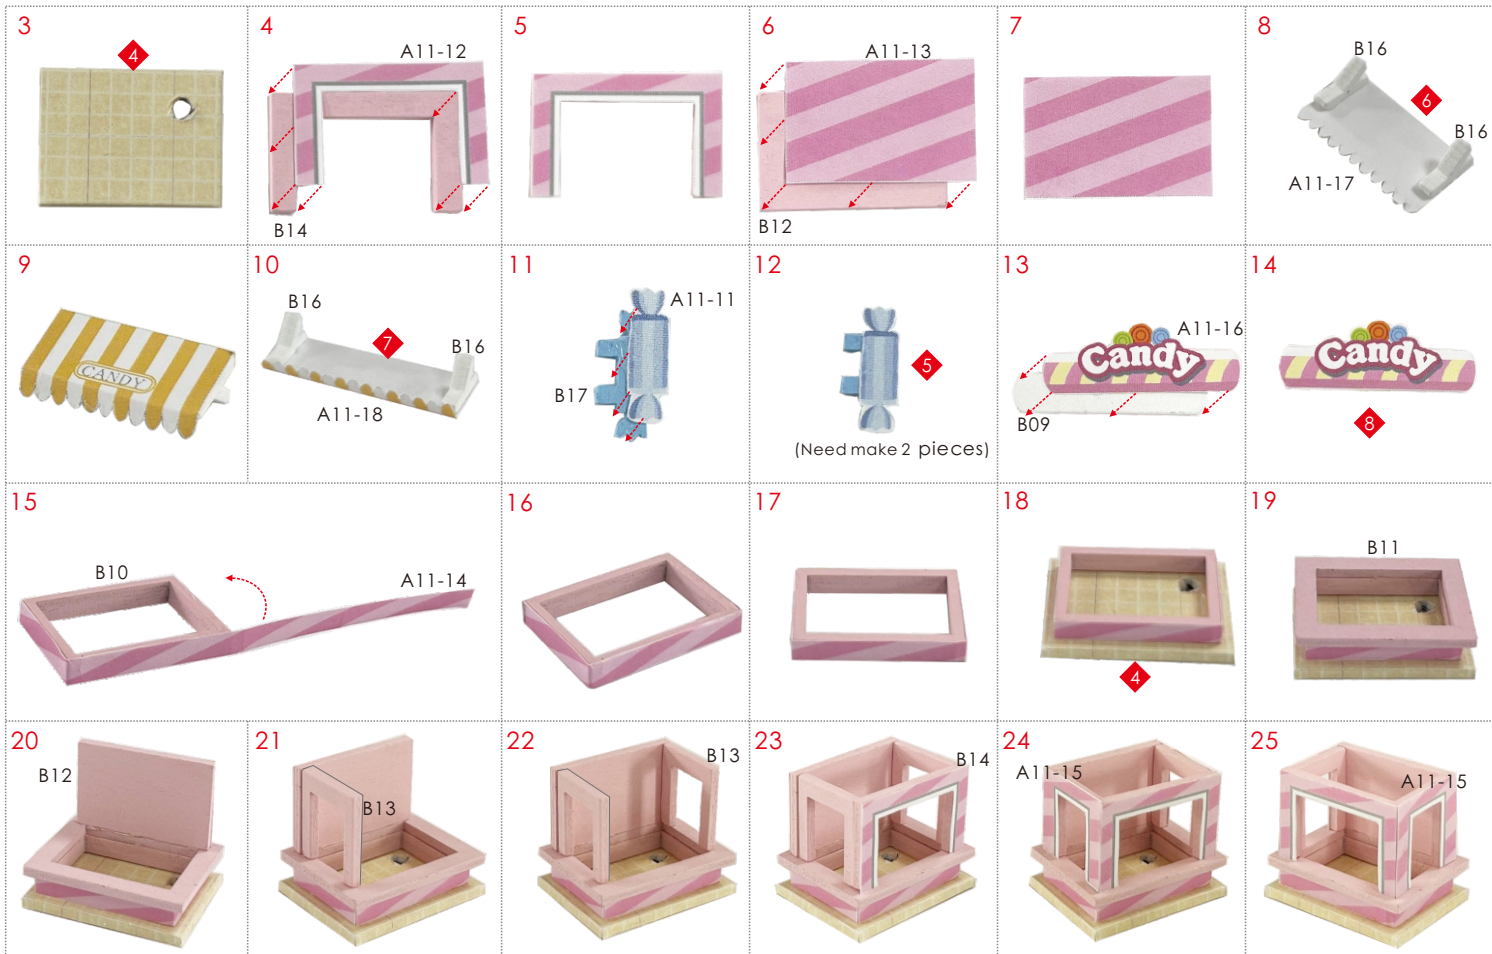 3
4
4
A11-12
B14
5
6
A11-13
B12
7
8
B16
6
B16
A11-17
9
CANDY
10
B16
7
B16
A11-18
11
A11-11
B17
12
5
(Need make 2 pieces)
13
A11-16
Candy
B09
14
Candy
8
15
B10
A11-14
16
17
18
4
19
B11
20
B12
21
B13
22
B13
23
B14
24
A11-15
25
A11-15